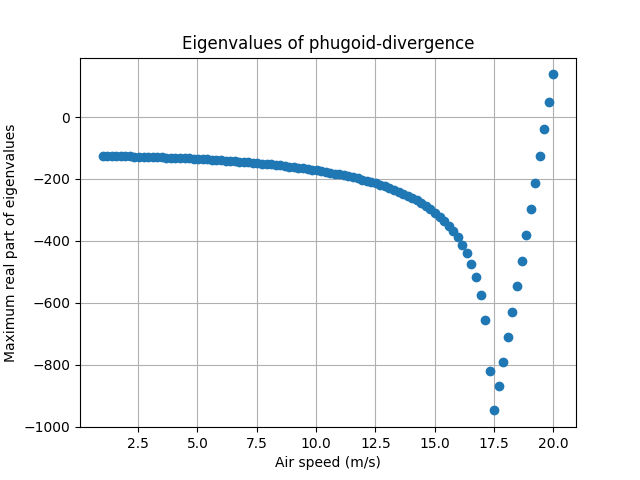 Eigenvalues of phugoid-divergence
Maximum real part of eigenvalues
0
−200
−400
−600
−800
−1000
2.5 5.0 7.5 10.0 12.5 15.0 17.5 20.0
Air speed (m/s)